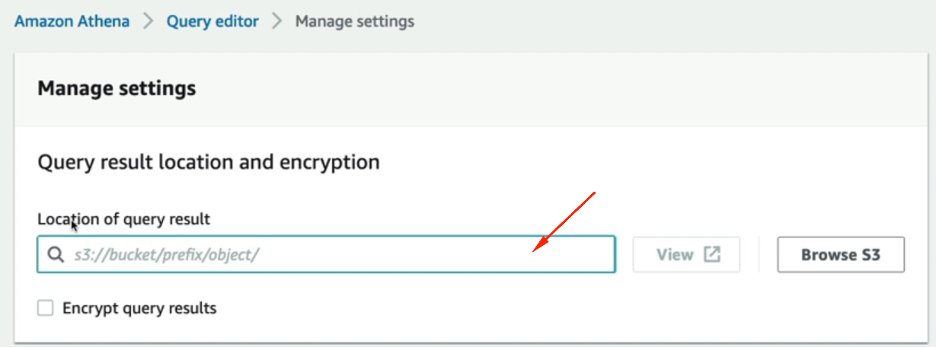 Amazon Athena > Query editor > Manage settings
Manage settings
Query result location and encryption
Location of query result
s3://bucket/prefix/object/
View
Browse S3
Encrypt query results